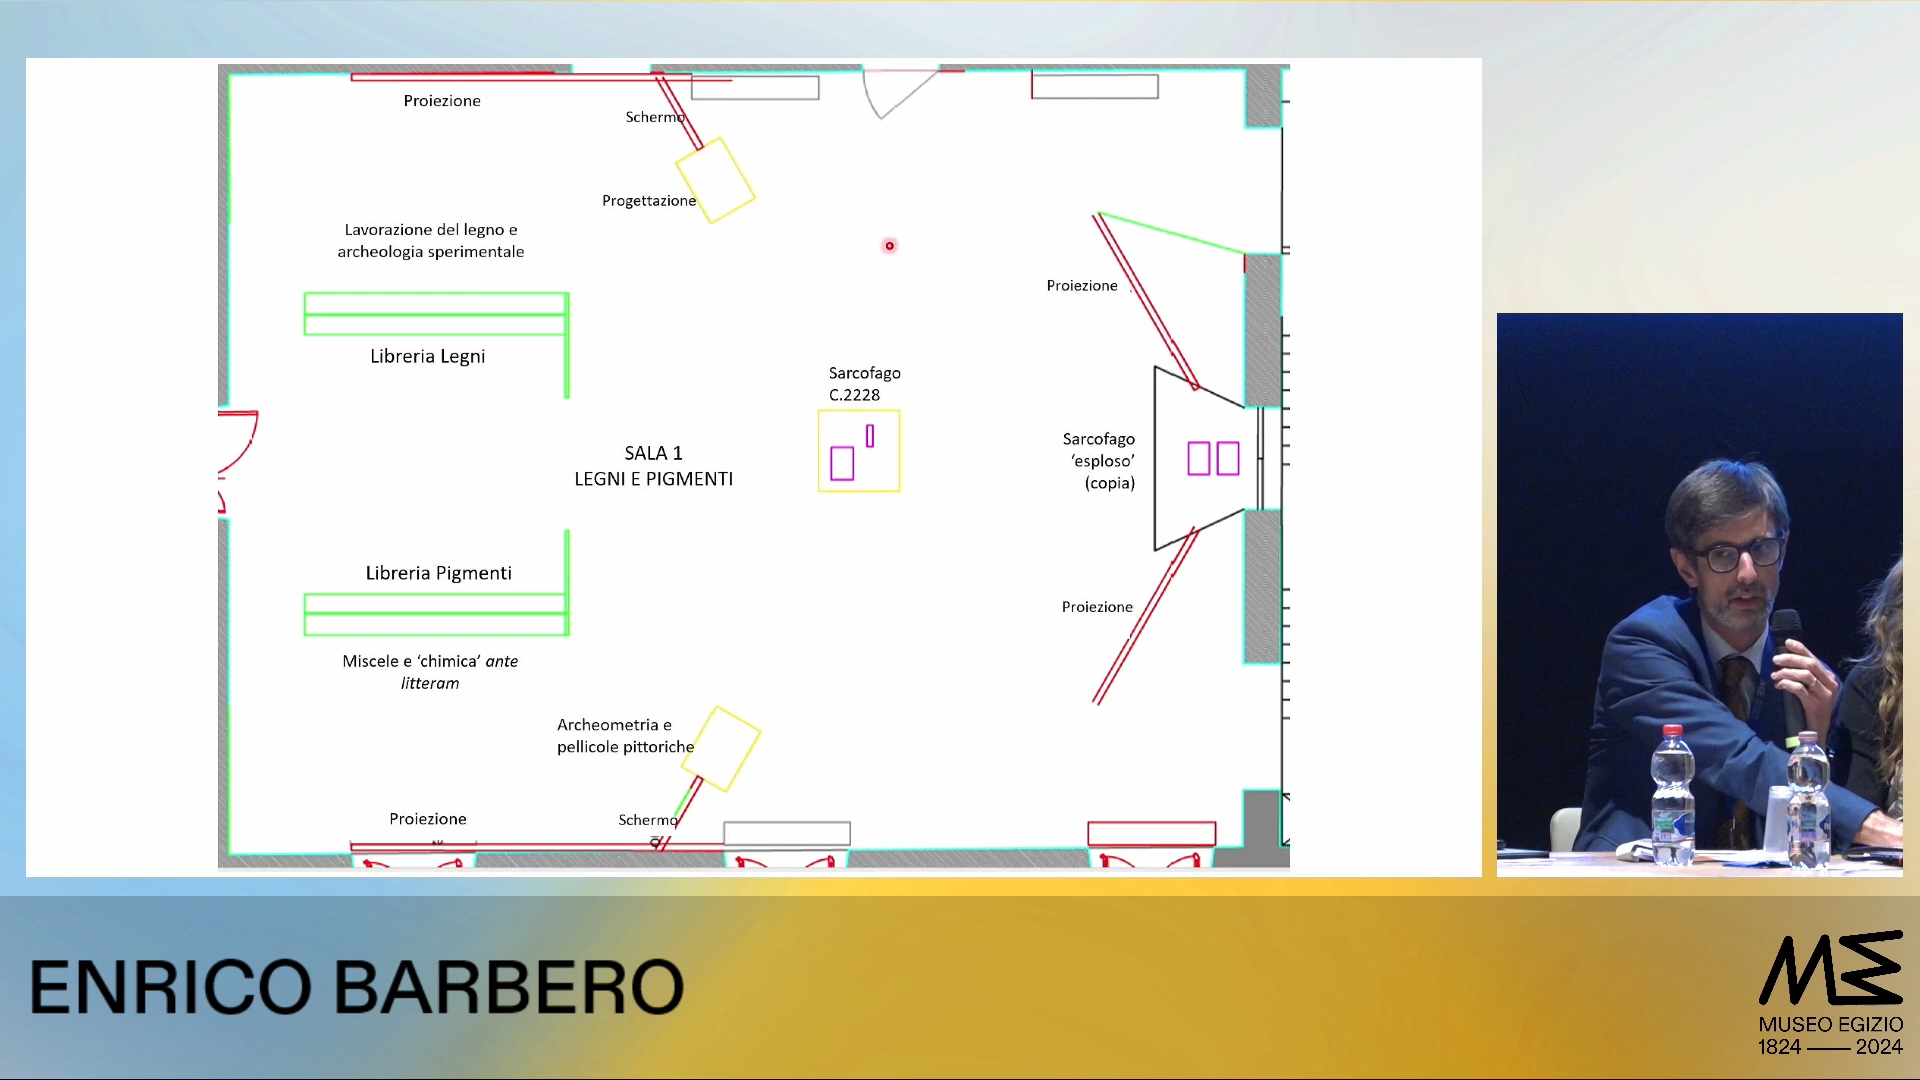 Proiezione
Schermo
Progettazione
Lavorazione del legno e
archeologia sperimentale
Proiezione
Libreria Legni
Sarcofago
C.2228
SALA 1
LEGNI E PIGMENTI
Sarcofago
‘esploso’
(copia)
Libreria Pigmenti
Proiezione
Miscele e ‘chimica’ ante
litteram
Archeometria e
pellicole pittoriche
Proiezione
Schermo
ENRICO BARBERO
ME
MUSEO EGIZIO
1824 — 2024